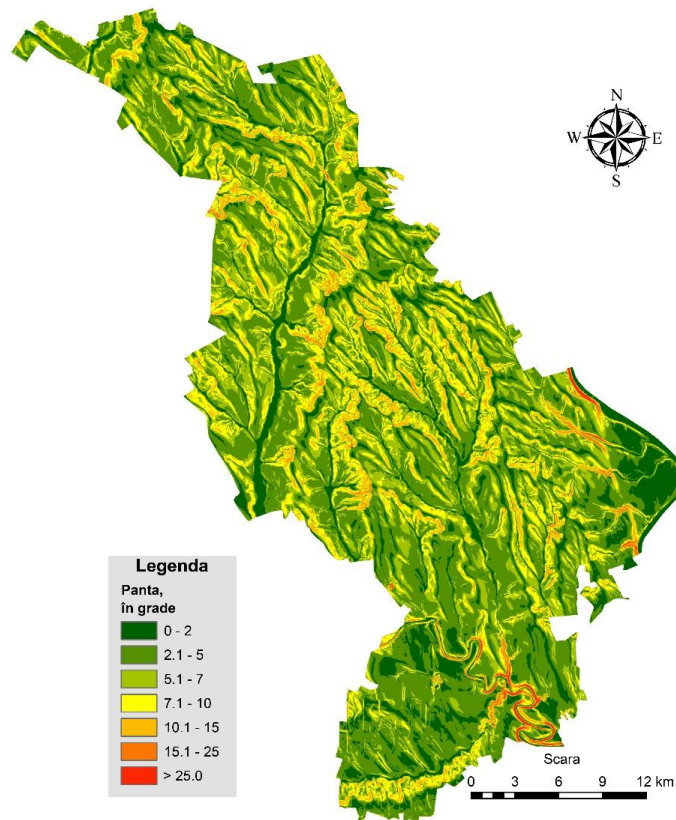 N
W E
S
Legenda
Panta,
în grade
0 - 2
2.1 - 5
5.1 - 7
7.1 - 10
10.1 - 15
15.1 - 25
> 25.0
Scara
0 3 6 9 12 km